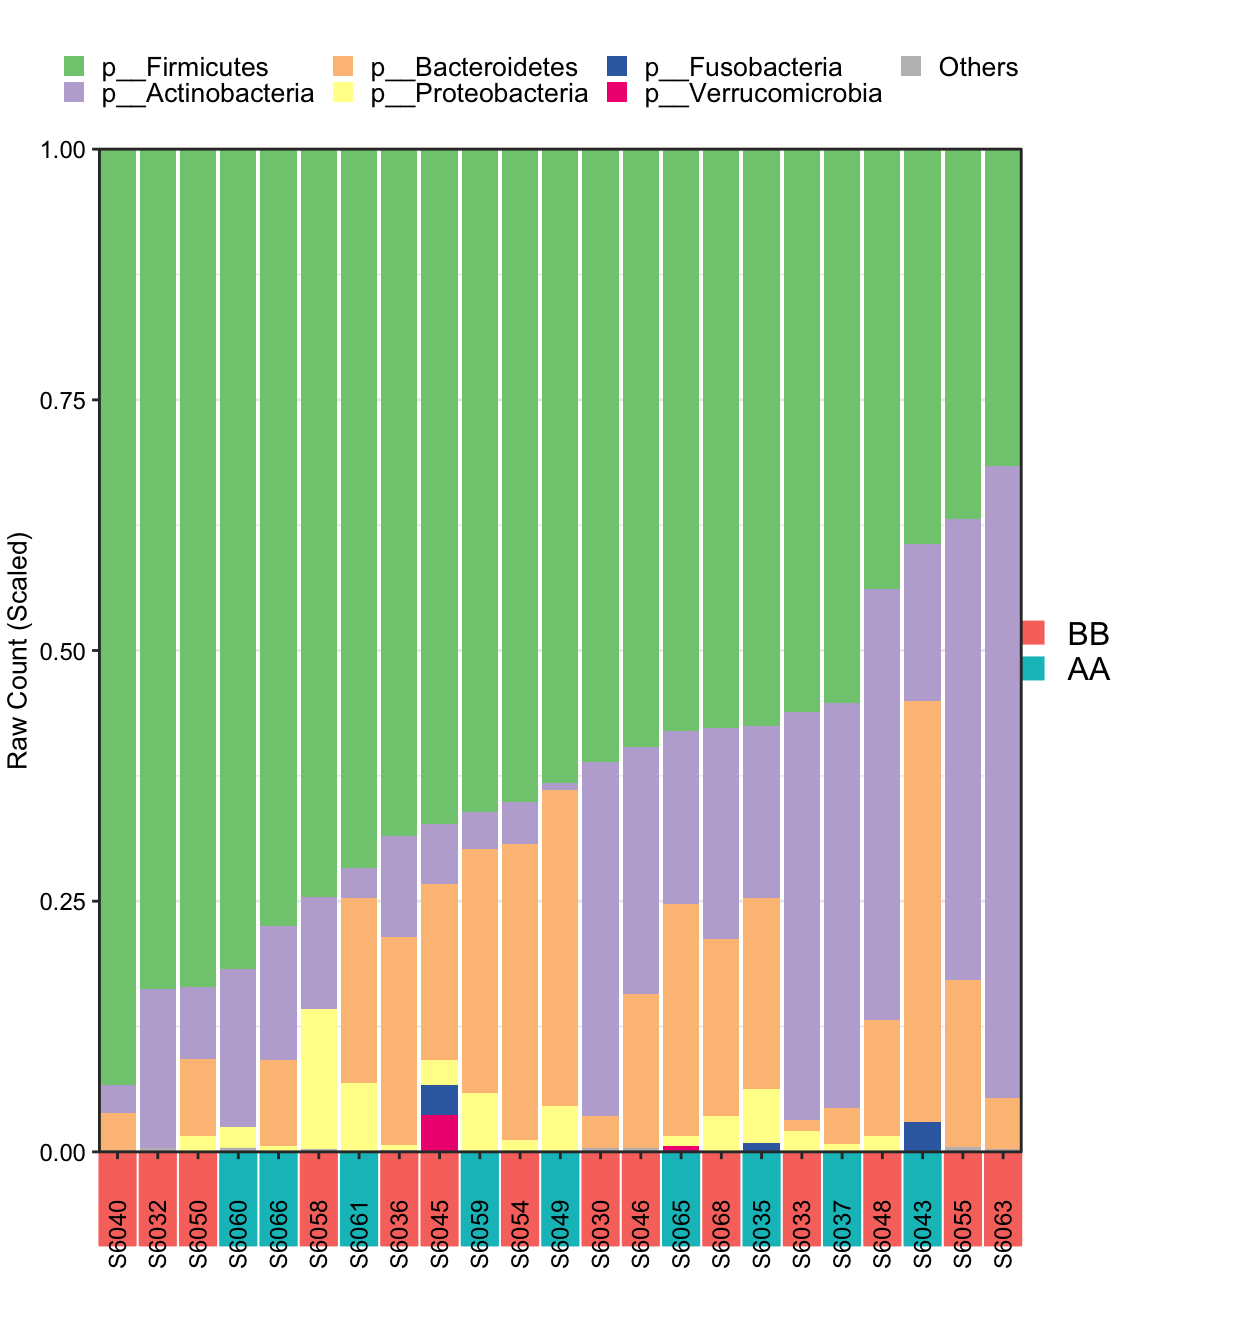 p__Firmicutes p__Bacteroidetes p__Fusobacteria Others
p__Actinobacteria p__Proteobacteria p__Verrucomicrobia
1.00
0.75
0.50
0.25
0.00
Raw Count (Scaled)
BB
AA
S6040 S6032 S6050 S6060 S6066 S6058 S6061 S6036 S6045 S6059 S6054 S6049 S6030 S6046 S6065 S6068 S6035 S6033 S6037 S6048 S6043 S6055 S6063